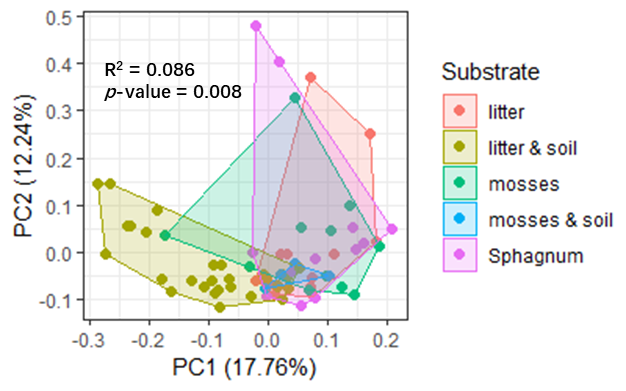 0.5
0.4
0.3
0.2
0.1
0.0
-0.1
PC2 (12.24%)
R² = 0.086
p-value = 0.008
-0.3 -0.2 -0.1 0.0 0.1 0.2
PC1 (17.76%)
Substrate
litter
litter & soil
mosses
mosses & soil
Sphagnum